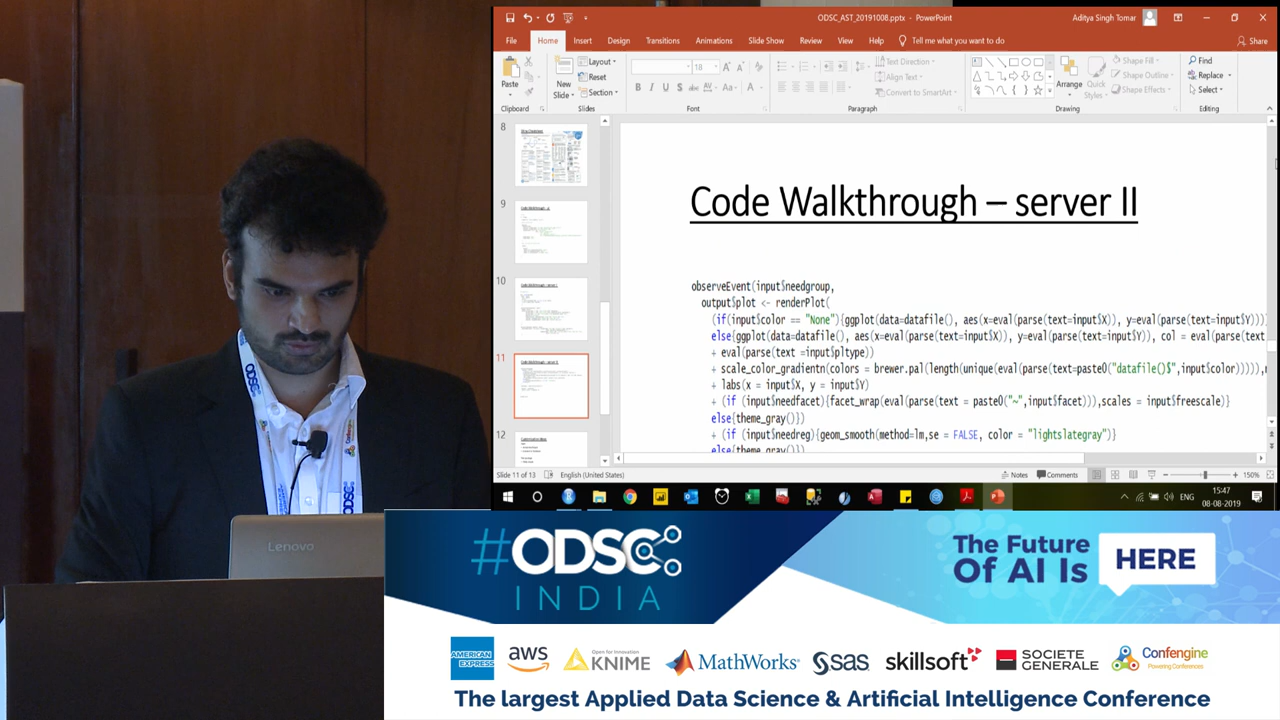 ODSC_AST_20191008.pptx - PowerPoint
Aditya Singh Tomar
File Home Insert Design Transitions Animations Slide Show Review View Help Tell me what you want to do Share
Paste
Clipboard
New Slide
Layout
Reset
Section
Slides
18
Font
Text Direction
Align Text
Convert to SmartArt
Paragraph
Arrange
Quick Styles
Shape Fill
Shape Outline
Shape Effects
Drawing
Find
Replace
Select
Editing
8
9
10
11
12
Code Walkthrough – server II
observeEvent(input$needgroup,
output$plot <- renderPlot(
(if(input$color == "None"){ggplot(data=datafile(), aes(x=eval(parse(text=input$X)), y=eval(parse(text=input$Y)))
else(ggplot(data=datafile(), aes(x=eval(parse(text=input$X)), y=eval(parse(text=input$Y)), col = eval(parse(text
+ eval(parse(text =input$pltype))
+ scale_color_gradientn(colors = brewer.pal(length(unique(eval(parse(text=paste0("datafile()$",input$color))))),
+ labs(x = input$X, y = input$Y)
+ (if (input$needfacet){facet_wrap(eval(parse(text = paste0("~",input$facet))),scales = input$freescale)}
else{theme_gray()})
+ (if (input$needreg){geom_smooth(method=lm,se = FALSE, color = "lightslategray")}
else{theme_gray()})
Slide 11 of 13
English (United States)
Notes
Comments
150%
ENG
15:47
08-08-2019
ODSC
ODSC
Lenovo
#ODSC
INDIA
The Future
Of AI Is
HERE
AMERICAN EXPRESS
aws
Open for Innovation
KNIME
MathWorks
sas
skillsoft
SOCIETE GENERALE
Confengine
Powering Conferences
The largest Applied Data Science & Artificial Intelligence Conference